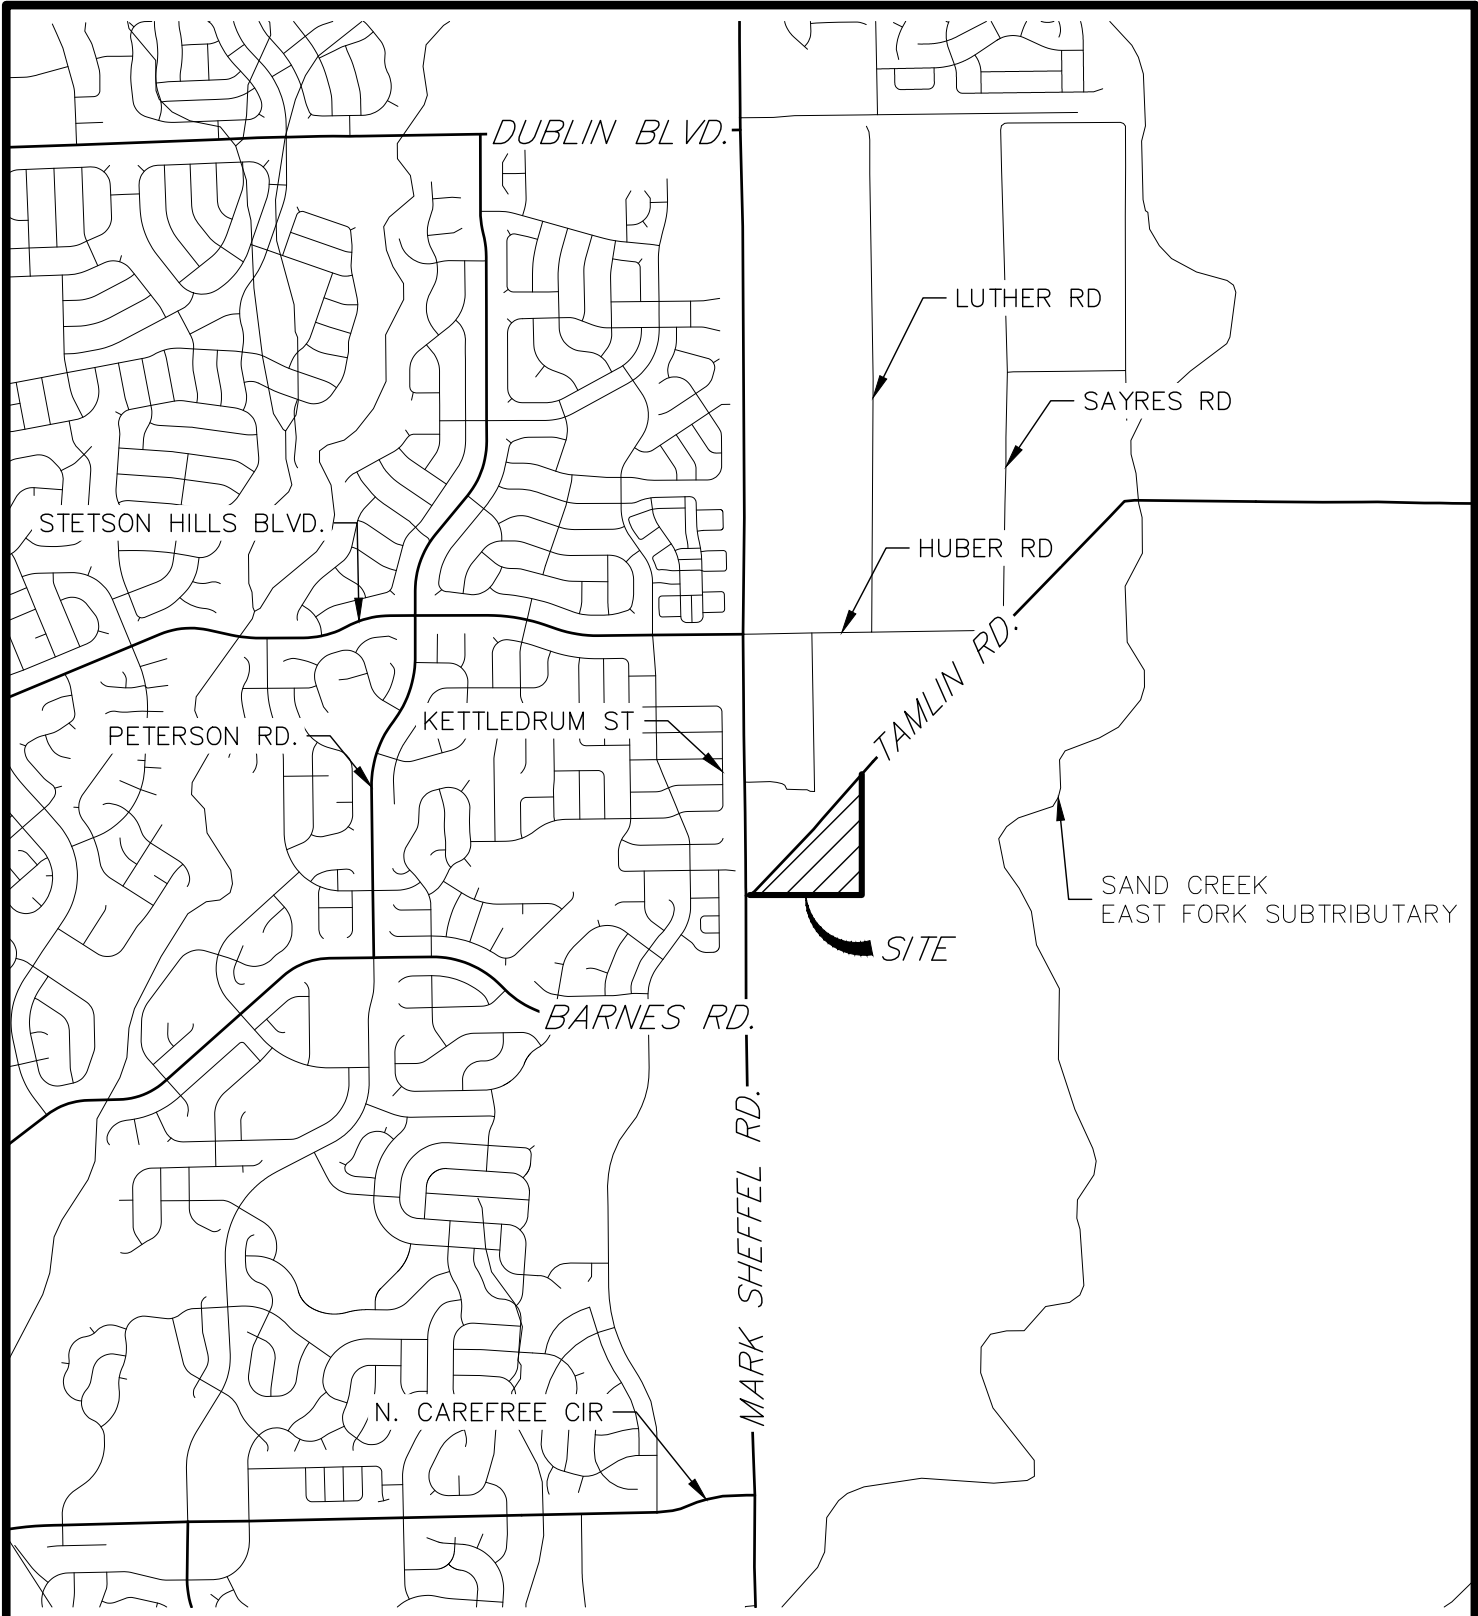 DUBLIN BLVD.
LUTHER RD
SAYRES RD
STETSON HILLS BLVD.
HUBER RD
TAMLIN RD.
KETTLEDRUM ST
PETERSON RD.
SAND CREEK
EAST FORK SUBTRIBUTARY
SITE
BARNES RD.
MARK SHEFFEL RD.
N. CAREFREE CIR